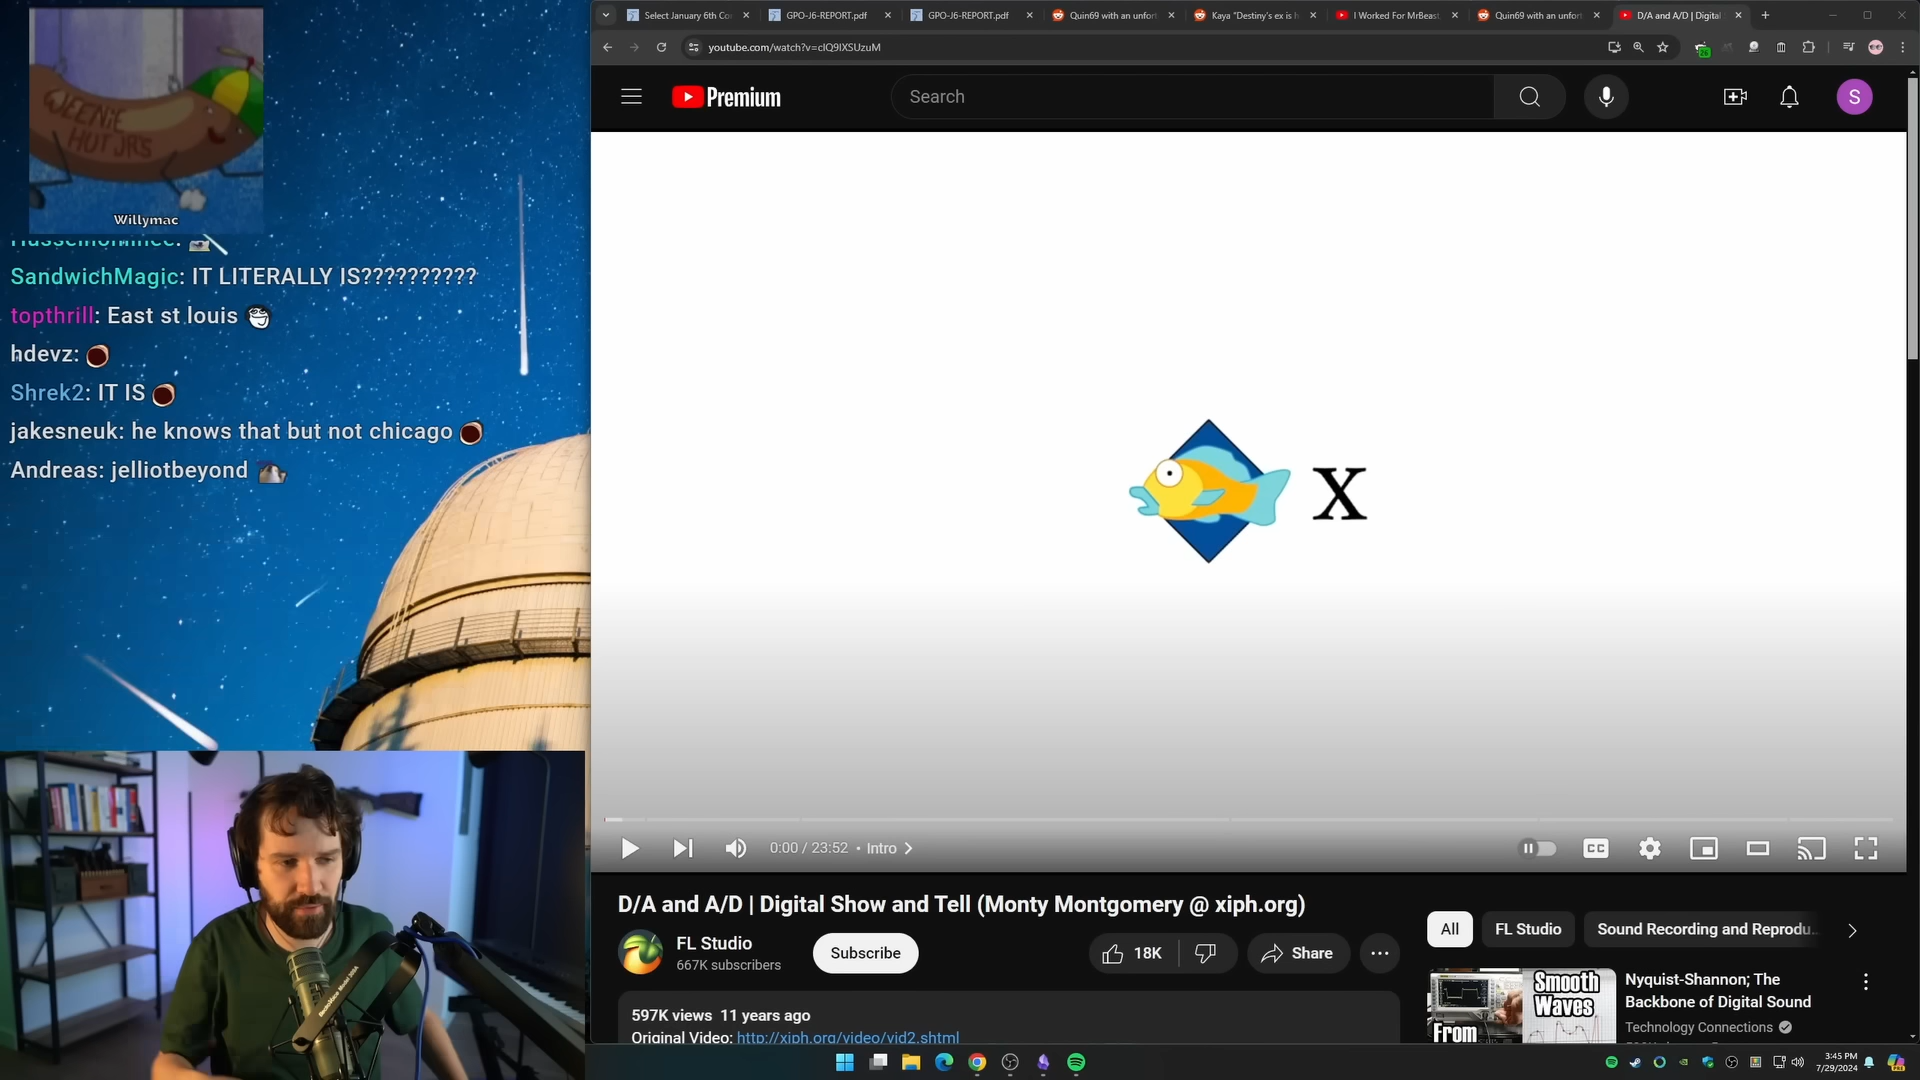 WEENIE
HUT JR'S
Willymac
SandwichMagic: IT LITERALLY IS??????????
topthrill: East st louis
hdevz:
Shrek2: IT IS
jakesneuk: he knows that but not chicago
Andreas: jelliotbeyond
Select January 6th Co
GPO-J6-REPORT.pdf
GPO-J6-REPORT.pdf
Quin69 with an unfort
Kaya "Destiny's ex is h
I Worked For MrBeast
Quin69 with an unfort
D/A and A/D | Digital
youtube.com/watch?v=cIQ9IXSUzuM
Premium
Search
S
X
0:00 / 23:52 • Intro
CC
D/A and A/D | Digital Show and Tell (Monty Montgomery @ xiph.org)
FL Studio
667K subscribers
Subscribe
18K
Share
597K views 11 years ago
Original Video: http://xiph.org/video/vid2.shtml
All
FL Studio
Sound Recording and Reprodu..
Smooth
Waves
From
Nyquist-Shannon; The
Backbone of Digital Sound
Technology Connections
3:45 PM
7/29/2024